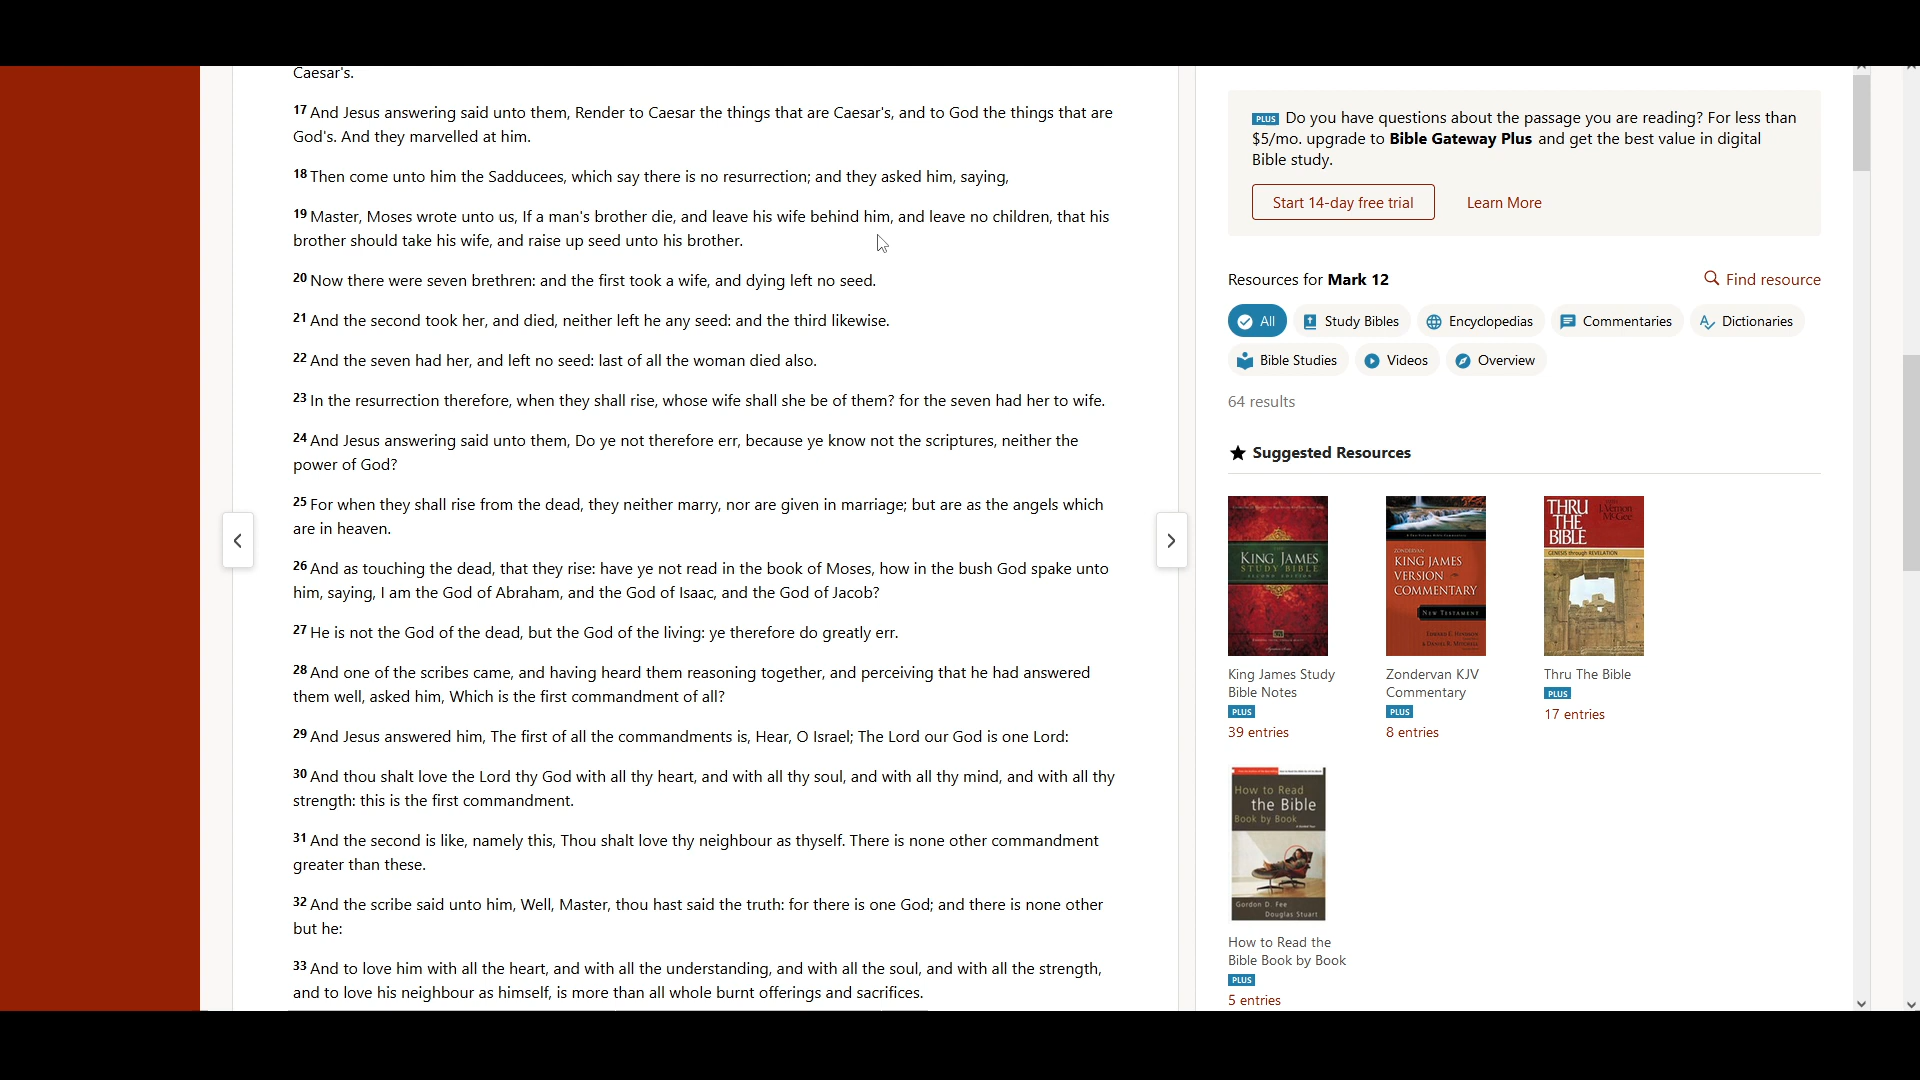 Caesar's.
17 And Jesus answering said unto them, Render to Caesar the things that are Caesar's, and to God the things that are
God's. And they marvelled at him.
18 Then come unto him the Sadducees, which say there is no resurrection; and they asked him, saying,
19 Master, Moses wrote unto us, If a man's brother die, and leave his wife behind him, and leave no children, that his
brother should take his wife, and raise up seed unto his brother.
20 Now there were seven brethren: and the first took a wife, and dying left no seed.
21 And the second took her, and died, neither left he any seed: and the third likewise.
22 And the seven had her, and left no seed: last of all the woman died also.
23 In the resurrection therefore, when they shall rise, whose wife shall she be of them? for the seven had her to wife.
24 And Jesus answering said unto them, Do ye not therefore err, because ye know not the scriptures, neither the
power of God?
25 For when they shall rise from the dead, they neither marry, nor are given in marriage; but are as the angels which
are in heaven.
26 And as touching the dead, that they rise: have ye not read in the book of Moses, how in the bush God spake unto
him, saying, I am the God of Abraham, and the God of Isaac, and the God of Jacob?
27 He is not the God of the dead, but the God of the living: ye therefore do greatly err.
28 And one of the scribes came, and having heard them reasoning together, and perceiving that he had answered
them well, asked him, Which is the first commandment of all?
29 And Jesus answered him, The first of all the commandments is, Hear, O Israel; The Lord our God is one Lord:
30 And thou shalt love the Lord thy God with all thy heart, and with all thy soul, and with all thy mind, and with all thy
strength: this is the first commandment.
31 And the second is like, namely this, Thou shalt love thy neighbour as thyself. There is none other commandment
greater than these.
32 And the scribe said unto him, Well, Master, thou hast said the truth: for there is one God; and there is none other
but he:
33 And to love him with all the heart, and with all the understanding, and with all the soul, and with all the strength,
and to love his neighbour as himself, is more than all whole burnt offerings and sacrifices.
PLUS Do you have questions about the passage you are reading? For less than
$5/mo. upgrade to Bible Gateway Plus and get the best value in digital
Bible study.
Start 14-day free trial Learn More
Resources for Mark 12 Find resource
All Study Bibles Encyclopedias Commentaries Dictionaries
Bible Studies Videos Overview
64 results
Suggested Resources
KING JAMES
STUDY BIBLE
SECOND EDITION
King James Study
Bible Notes
PLUS
39 entries
ZONDERVAN
KING JAMES
VERSION
COMMENTARY
NEW TESTAMENT
Zondervan KJV
Commentary
PLUS
8 entries
THRU
THE
BIBLE
J. Vernon
McGee
GENESIS through REVELATION
Thru The Bible
PLUS
17 entries
How to Read
the Bible
Book by Book
Gordon D. Fee
Douglas Stuart
How to Read the
Bible Book by Book
PLUS
5 entries